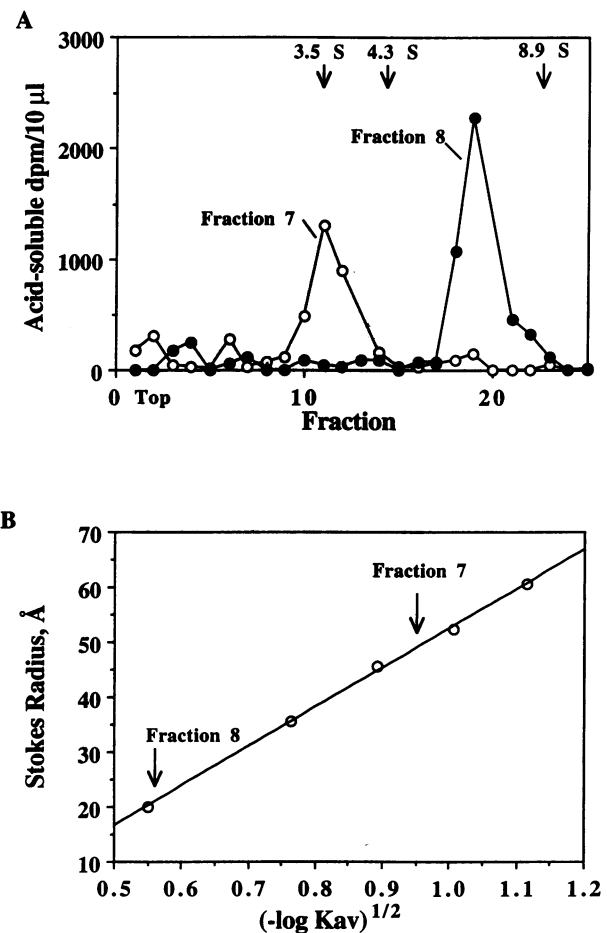 A
3000
2000
1000
0
Acid-soluble dpm/10 µl
3.5 S
4.3 S
8.9 S
Fraction 8
Fraction 7
0
Top
10
20
Fraction
B
70
60
50
40
30
20
10
Stokes Radius, Å
Fraction 7
Fraction 8
0.5 0.6 0.7 0.8 0.9 1.0 1.1 1.2
(-log Kav) 1/2